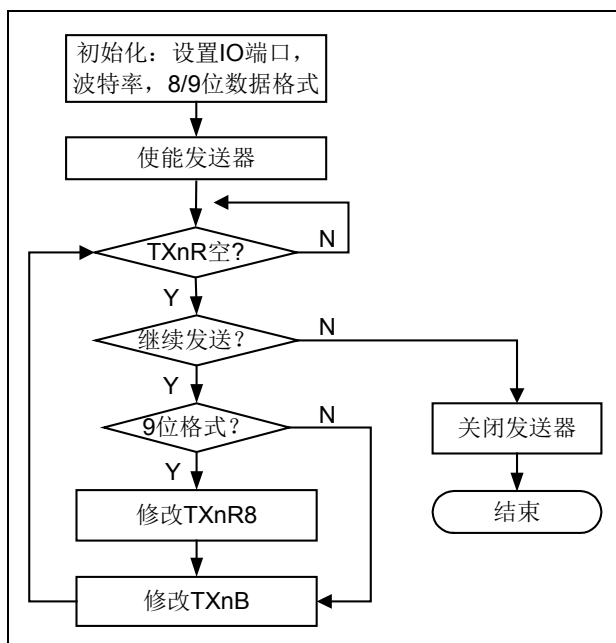 初始化：设置IO端口，
波特率，8/9位数据格式
使能发送器
TXnR空?
N
Y
继续发送？
N
Y
9位格式？
N
Y
关闭发送器
修改TXnR8
结束
修改TXnB